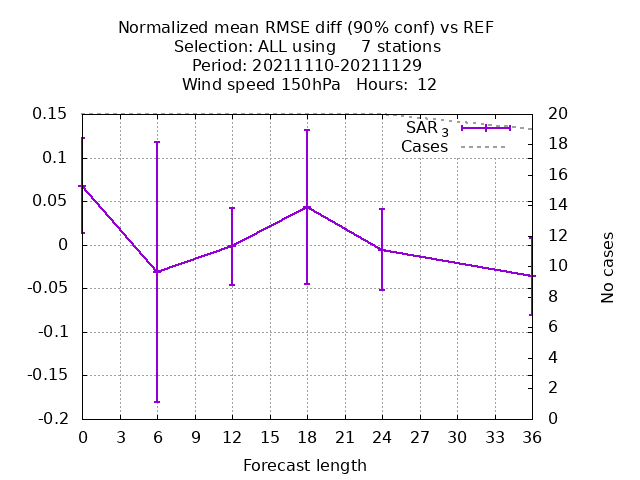 Normalized mean RMSE diff (90% conf) vs REF
Selection: ALL using 7 stations
Period: 20211110-20211129
Wind speed 150hPa Hours: 12
SAR 3
Cases
0.15
0.1
0.05
0
-0.05
-0.1
-0.15
-0.2
20
18
16
14
12
10
8
6
4
2
0
No cases
0 3 6 9 12 15 18 21 24 27 30 33 36
Forecast length